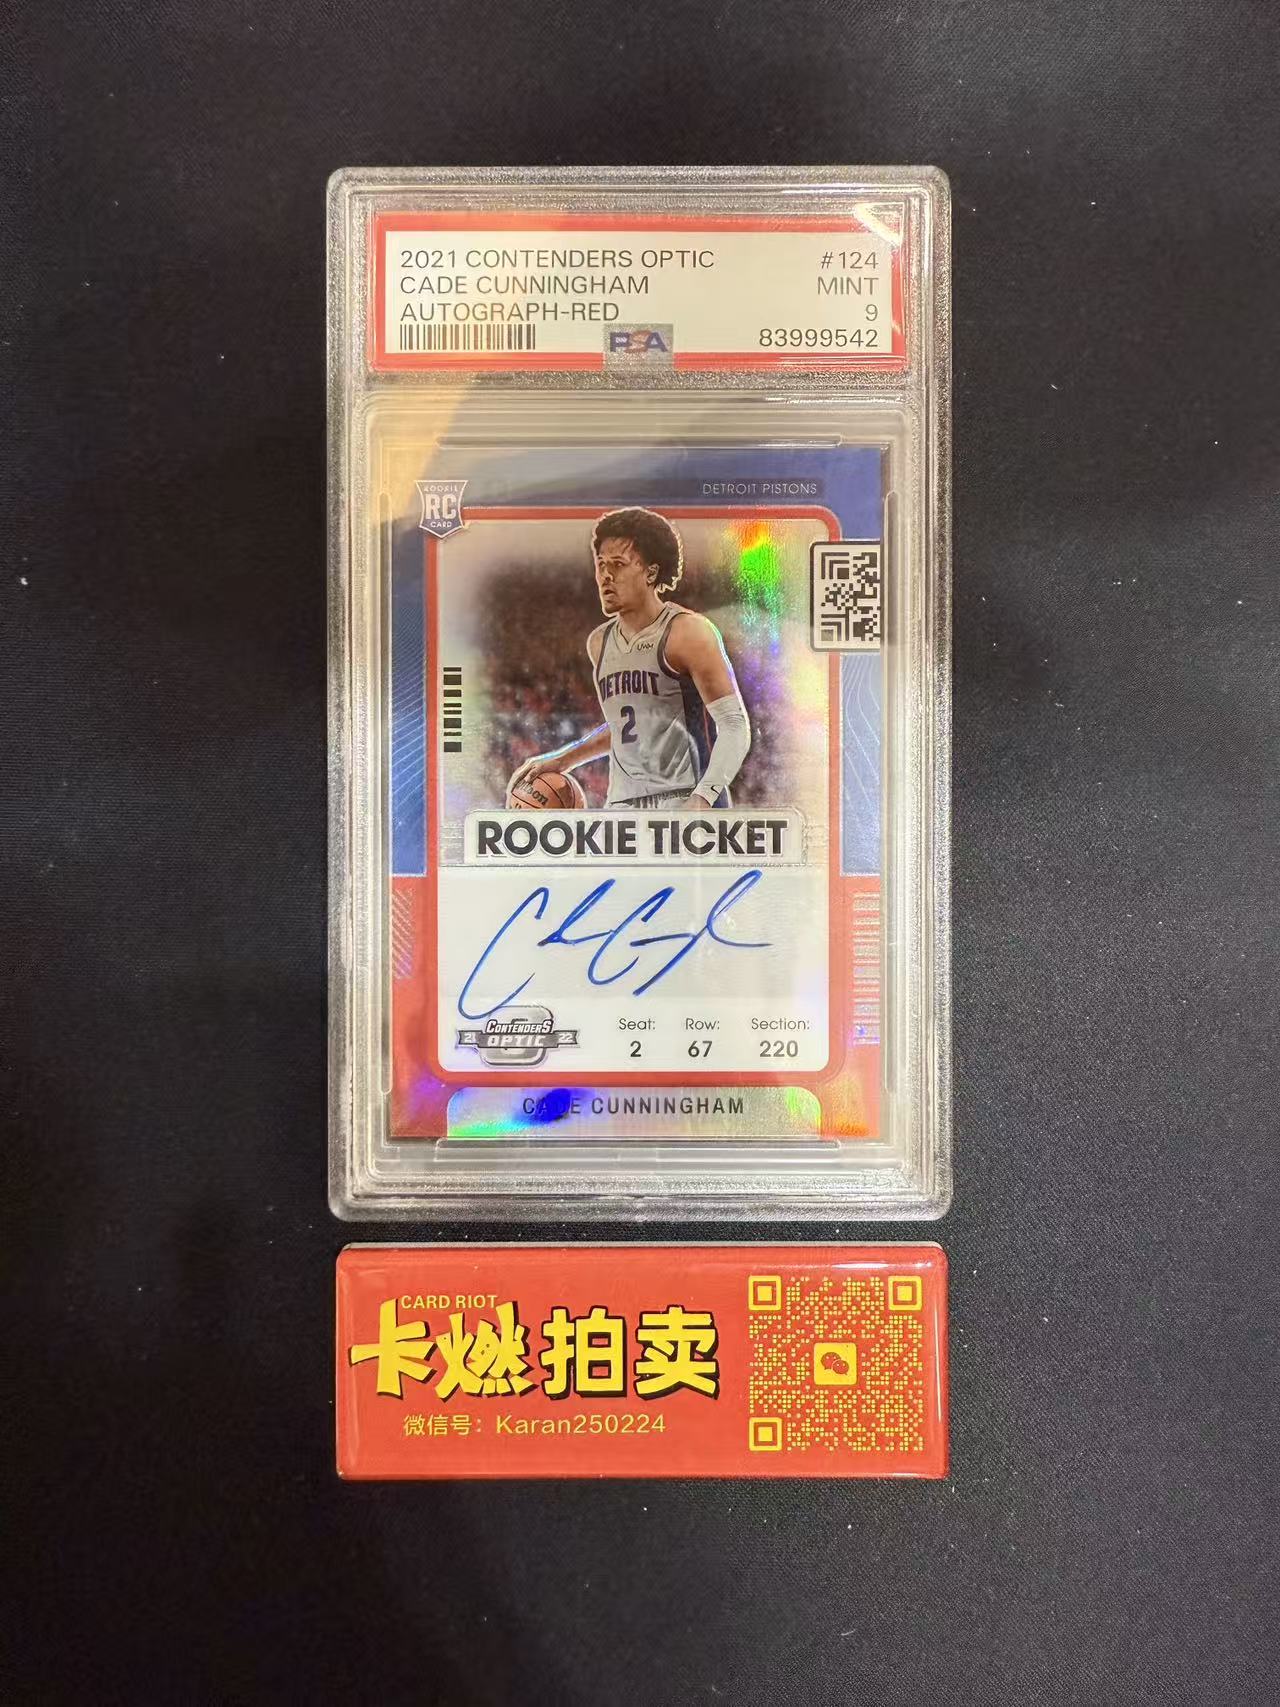 2021 CONTENDERS OPTIC #124
CADE CUNNINGHAM MINT
AUTOGRAPH-RED 9
PSA 83999542
ROOKIE
RC
CARD
DETROIT PISTONS
UWM
DETROIT
2
Wilson
ROOKIE TICKET
21 CONTENDERS OPTIC 22
Seat: Row: Section:
2 67 220
CADE CUNNINGHAM
CARD RIOT
卡燃拍卖
微信号：Karan250224